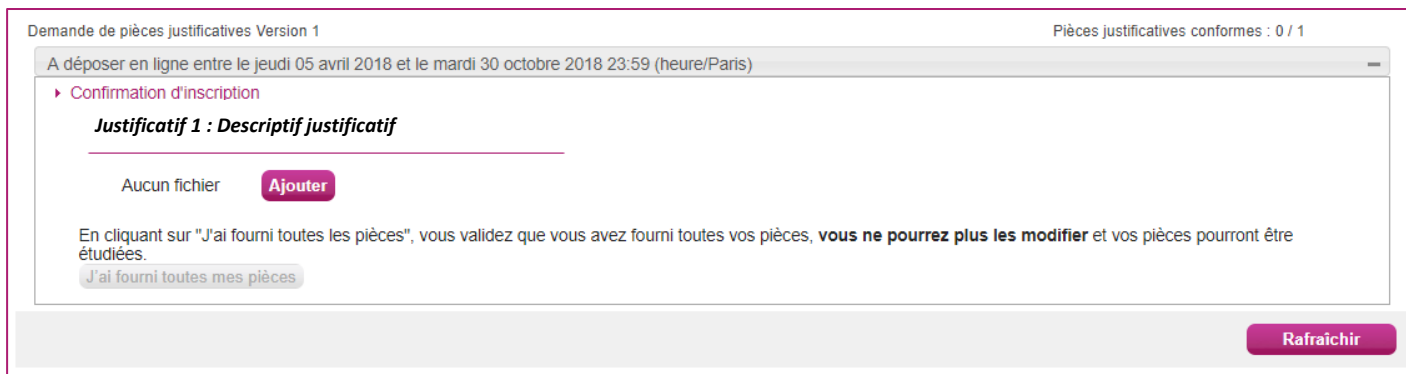 Demande de pièces justificatives Version 1 Pièces justificatives conformes : 0 / 1
A déposer en ligne entre le jeudi 05 avril 2018 et le mardi 30 octobre 2018 23:59 (heure/Paris)
Confirmation d'inscription
Justificatif 1 : Descriptif justificatif
Aucun fichier Ajouter
En cliquant sur "J'ai fourni toutes les pièces", vous validez que vous avez fourni toutes vos pièces, vous ne pourrez plus les modifier et vos pièces pourront être
étudiées.
J'ai fourni toutes mes pièces
Rafraîchir